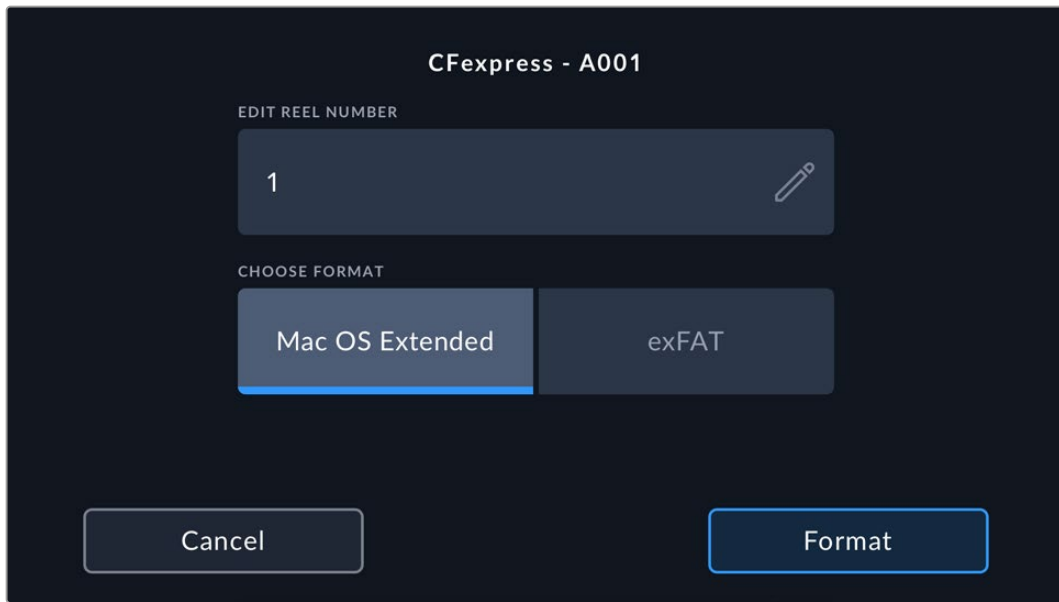 CFexpress - A001
EDIT REEL NUMBER
1
CHOOSE FORMAT
Mac OS Extended exFAT
Cancel Format